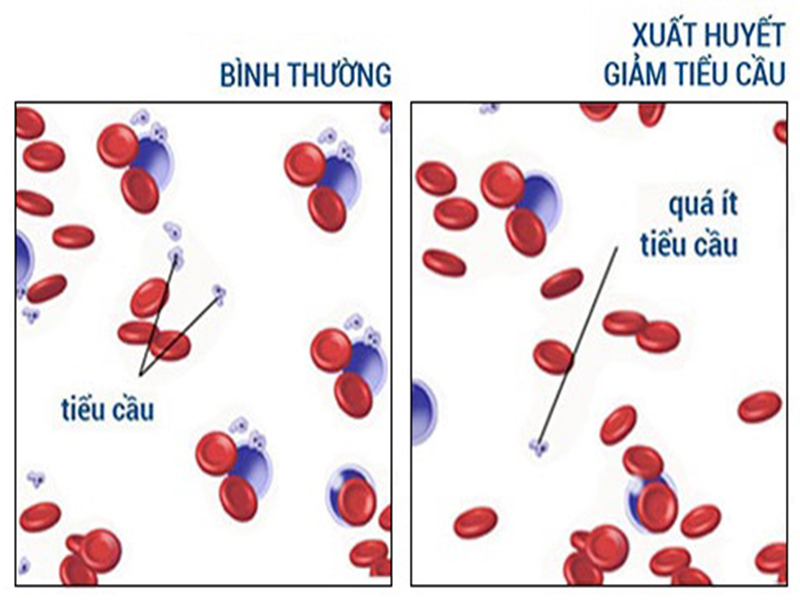 BÌNH THƯỜNG
tiểu cầu
XUẤT HUYẾT
GIẢM TIỂU CẦU
quá ít
tiểu cầu